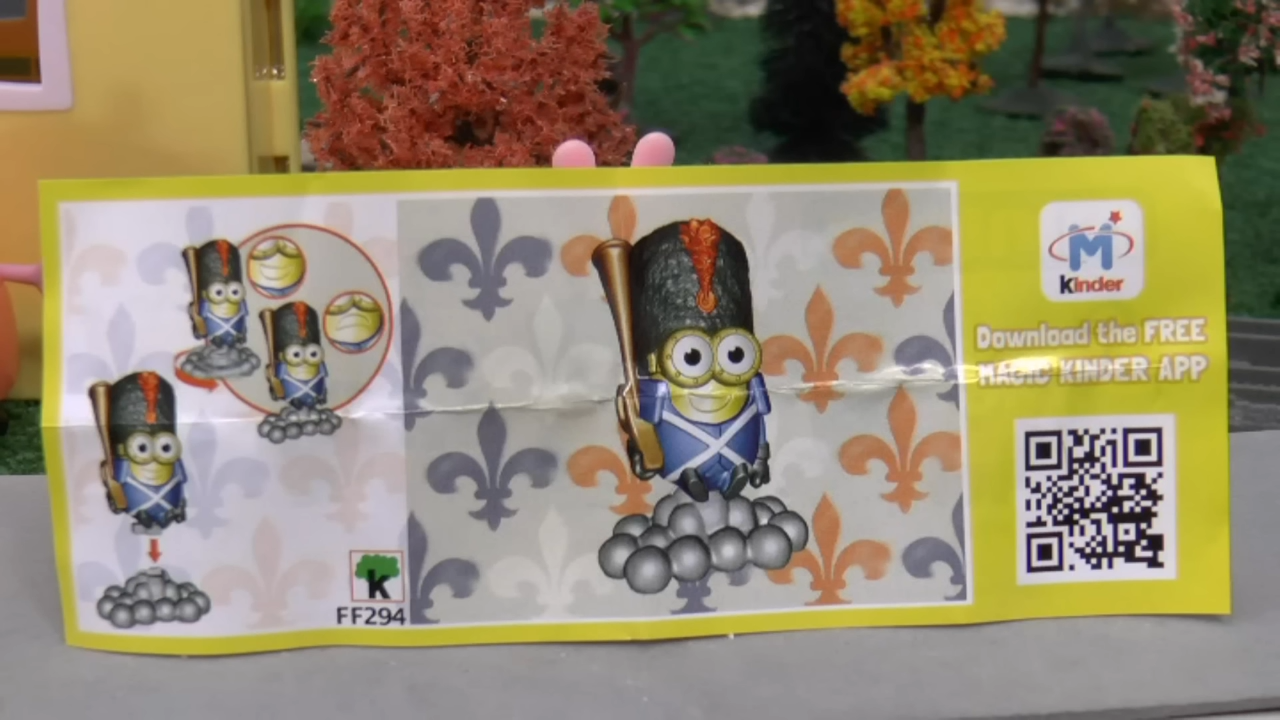 M
kinder
Download the FREE
MAGIC KINDER APP
k
FF294